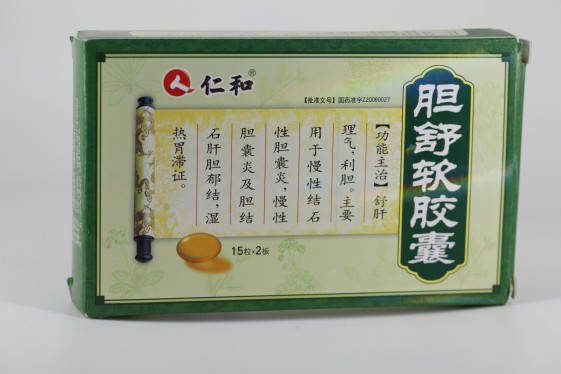 仁和®
【批准文号】国药准字Z20090027
胆舒软胶囊
【功能主治】舒肝
理气，利胆。主要
用于慢性结石
性胆囊炎，慢性
胆囊炎及胆结
石肝胆郁结，湿
热胃滞证。
15粒×2板